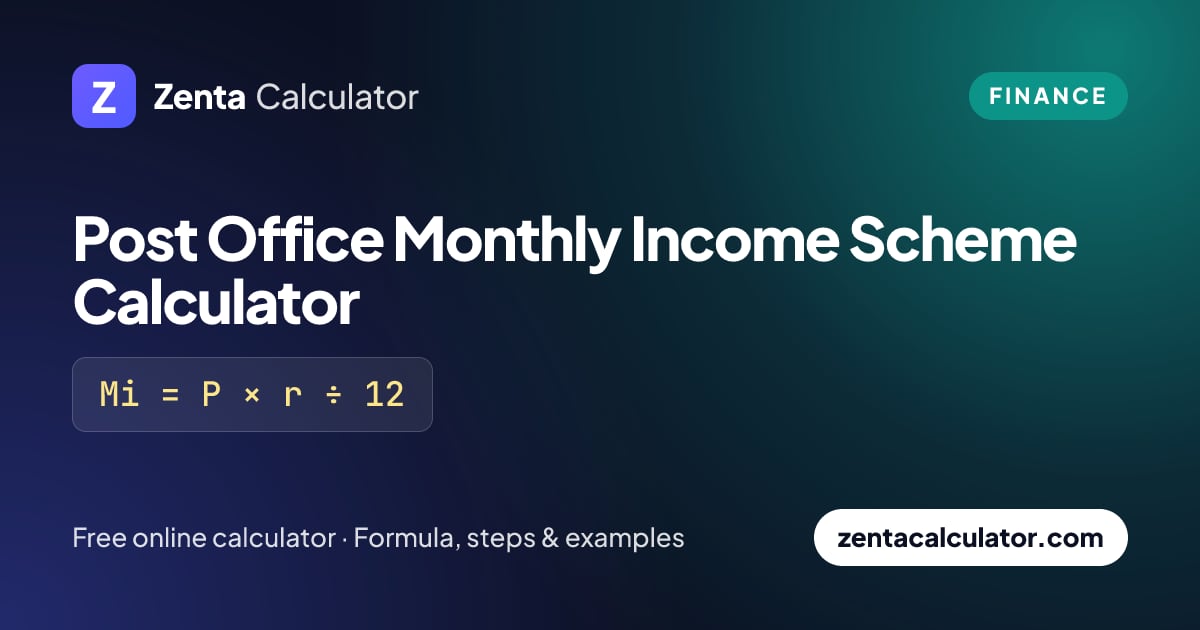 Z
Zenta Calculator
FINANCE
Post Office Monthly Income Scheme
Calculator
Mi = P × r ÷ 12
Free online calculator · Formula, steps & examples
zentacalculator.com